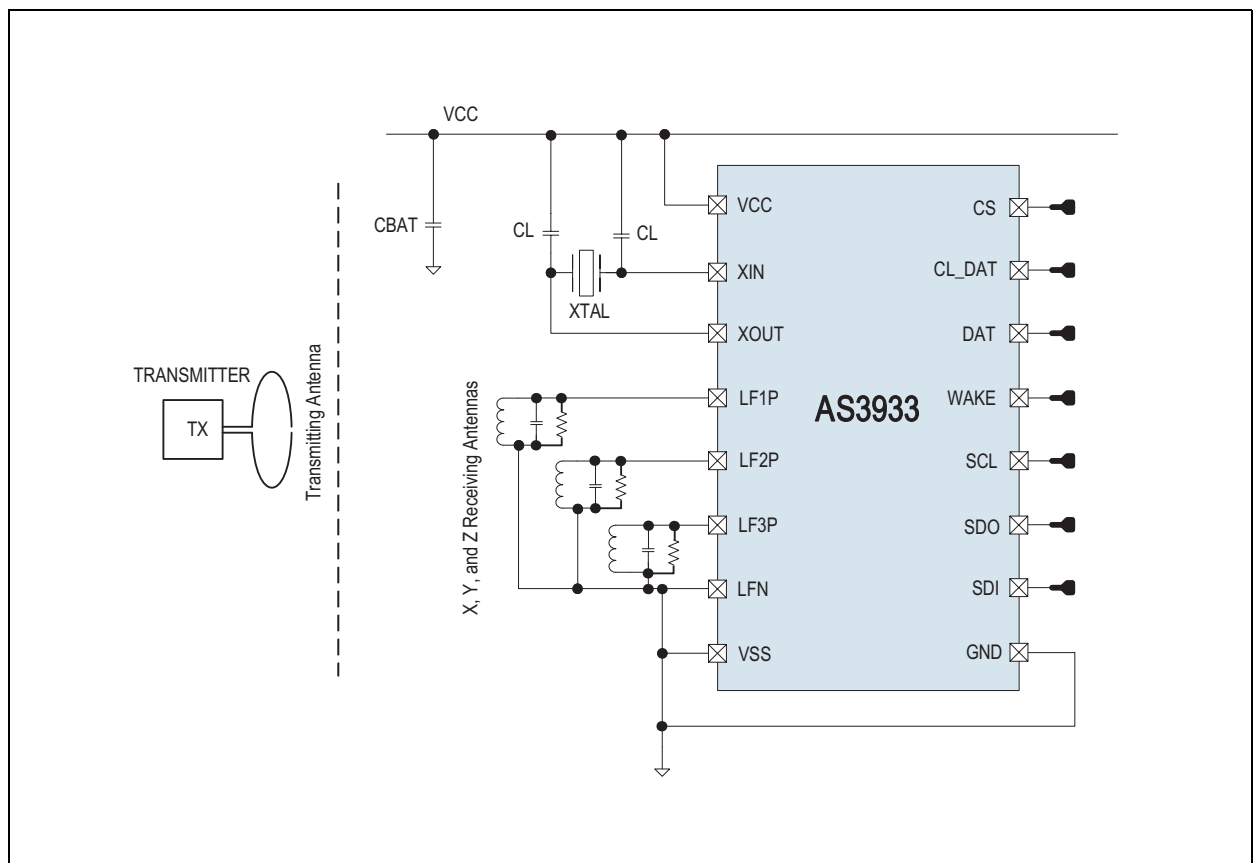 VCC
CBAT
CL
CL
XTAL
TRANSMITTER
TX
Transmitting Antenna
X, Y, and Z Receiving Antennas
AS3933
VCC
XIN
XOUT
LF1P
LF2P
LF3P
LFN
VSS
CS
CL_DAT
DAT
WAKE
SCL
SDO
SDI
GND